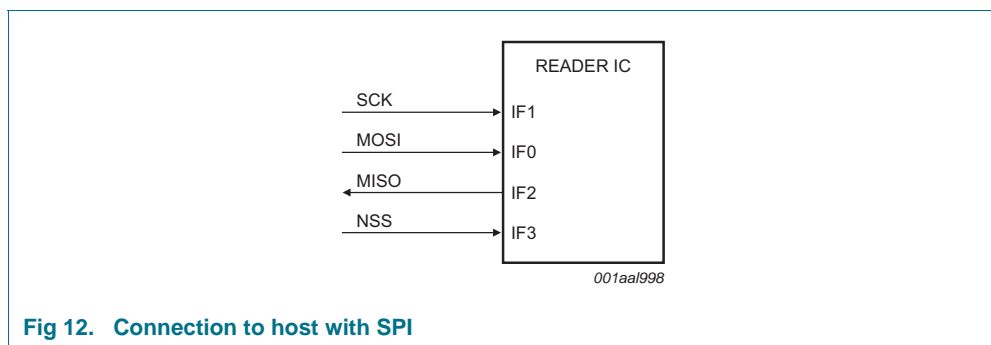 READER IC
SCK
IF1
MOSI
IF0
MISO
IF2
NSS
IF3
001aal998
Fig 12. Connection to host with SPI